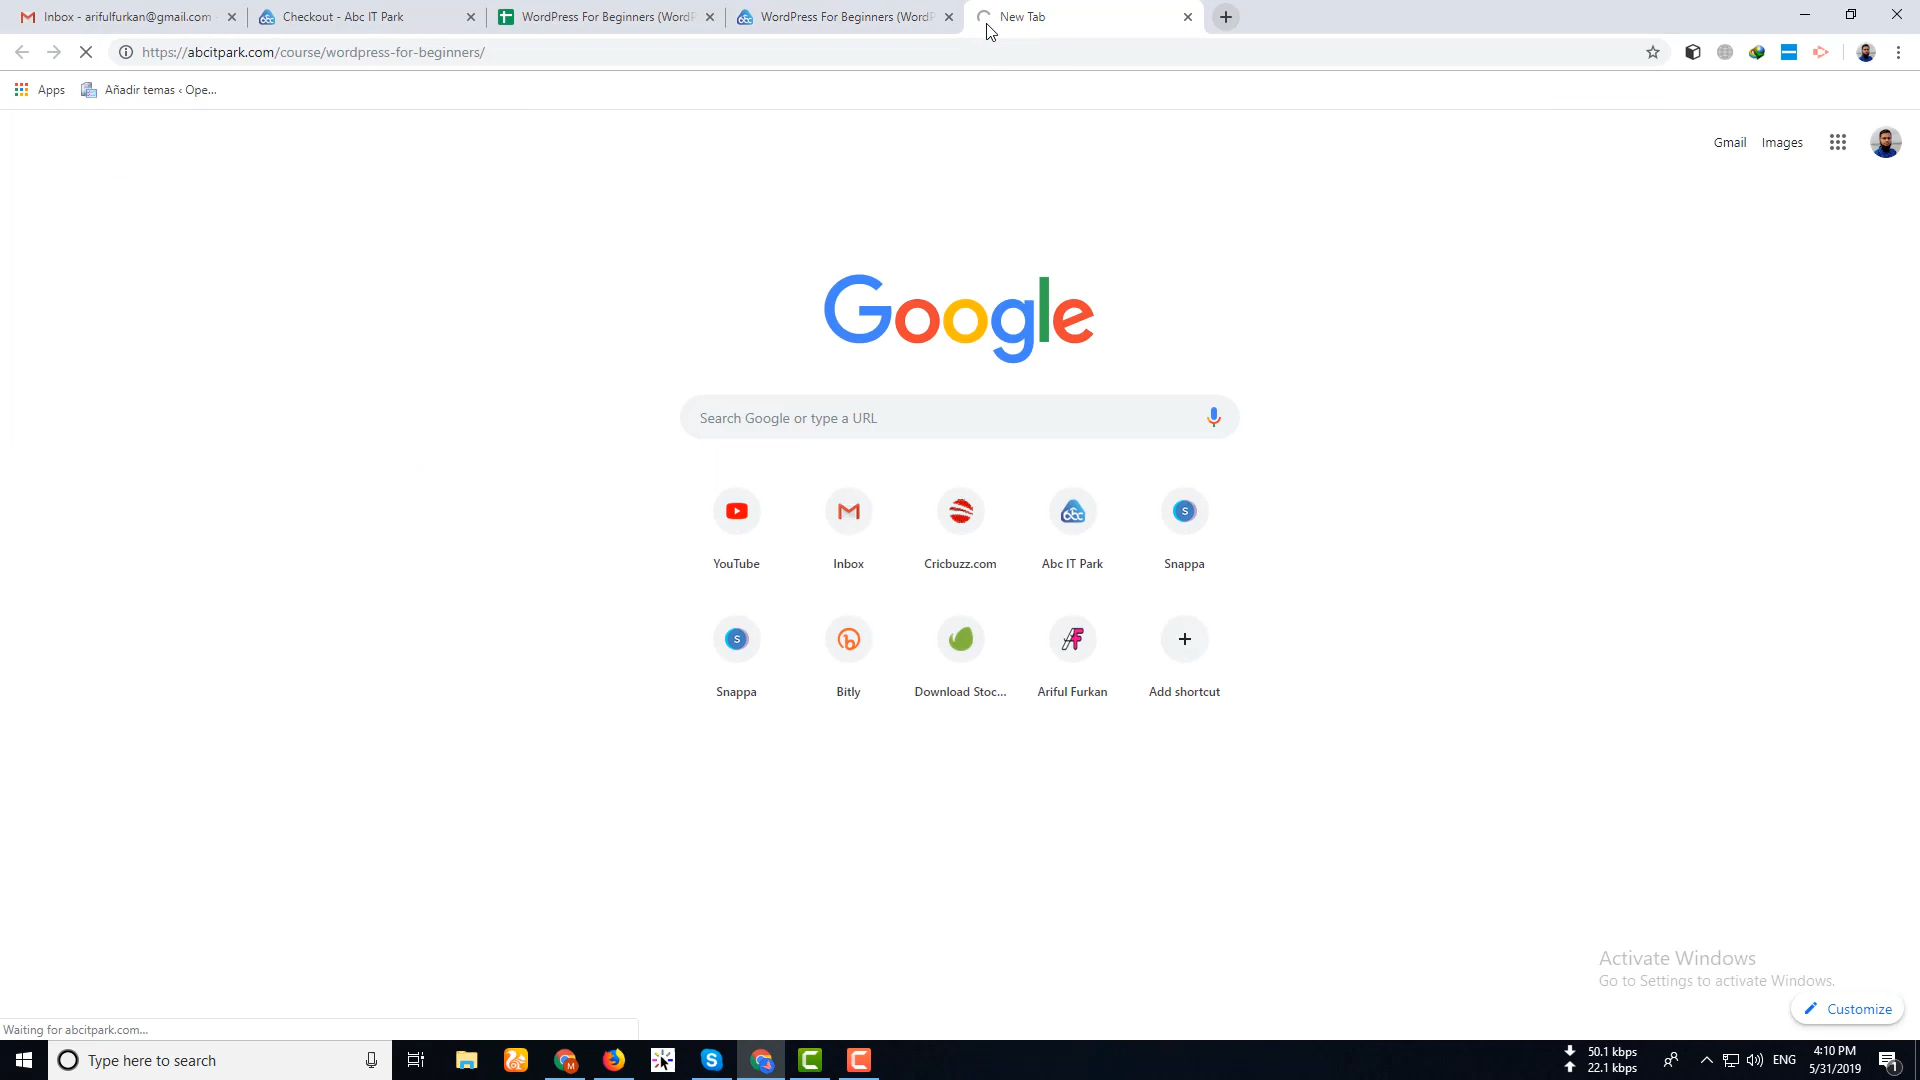 Inbox - arifulfurkan@gmail.com
Checkout - Abc IT Park
WordPress For Beginners (WordP
WordPress For Beginners (WordP
New Tab
https://abcitpark.com/course/wordpress-for-beginners/
Apps
Añadir temas ‹ Ope...
Gmail
Images
Google
Search Google or type a URL
YouTube
Inbox
Cricbuzz.com
Abc IT Park
Snappa
Snappa
Bitly
Download Stoc...
Ariful Furkan
Add shortcut
Activate Windows
Go to Settings to activate Windows.
Customize
Waiting for abcitpark.com...
Type here to search
50.1 kbps
22.1 kbps
ENG
4:10 PM
5/31/2019
1